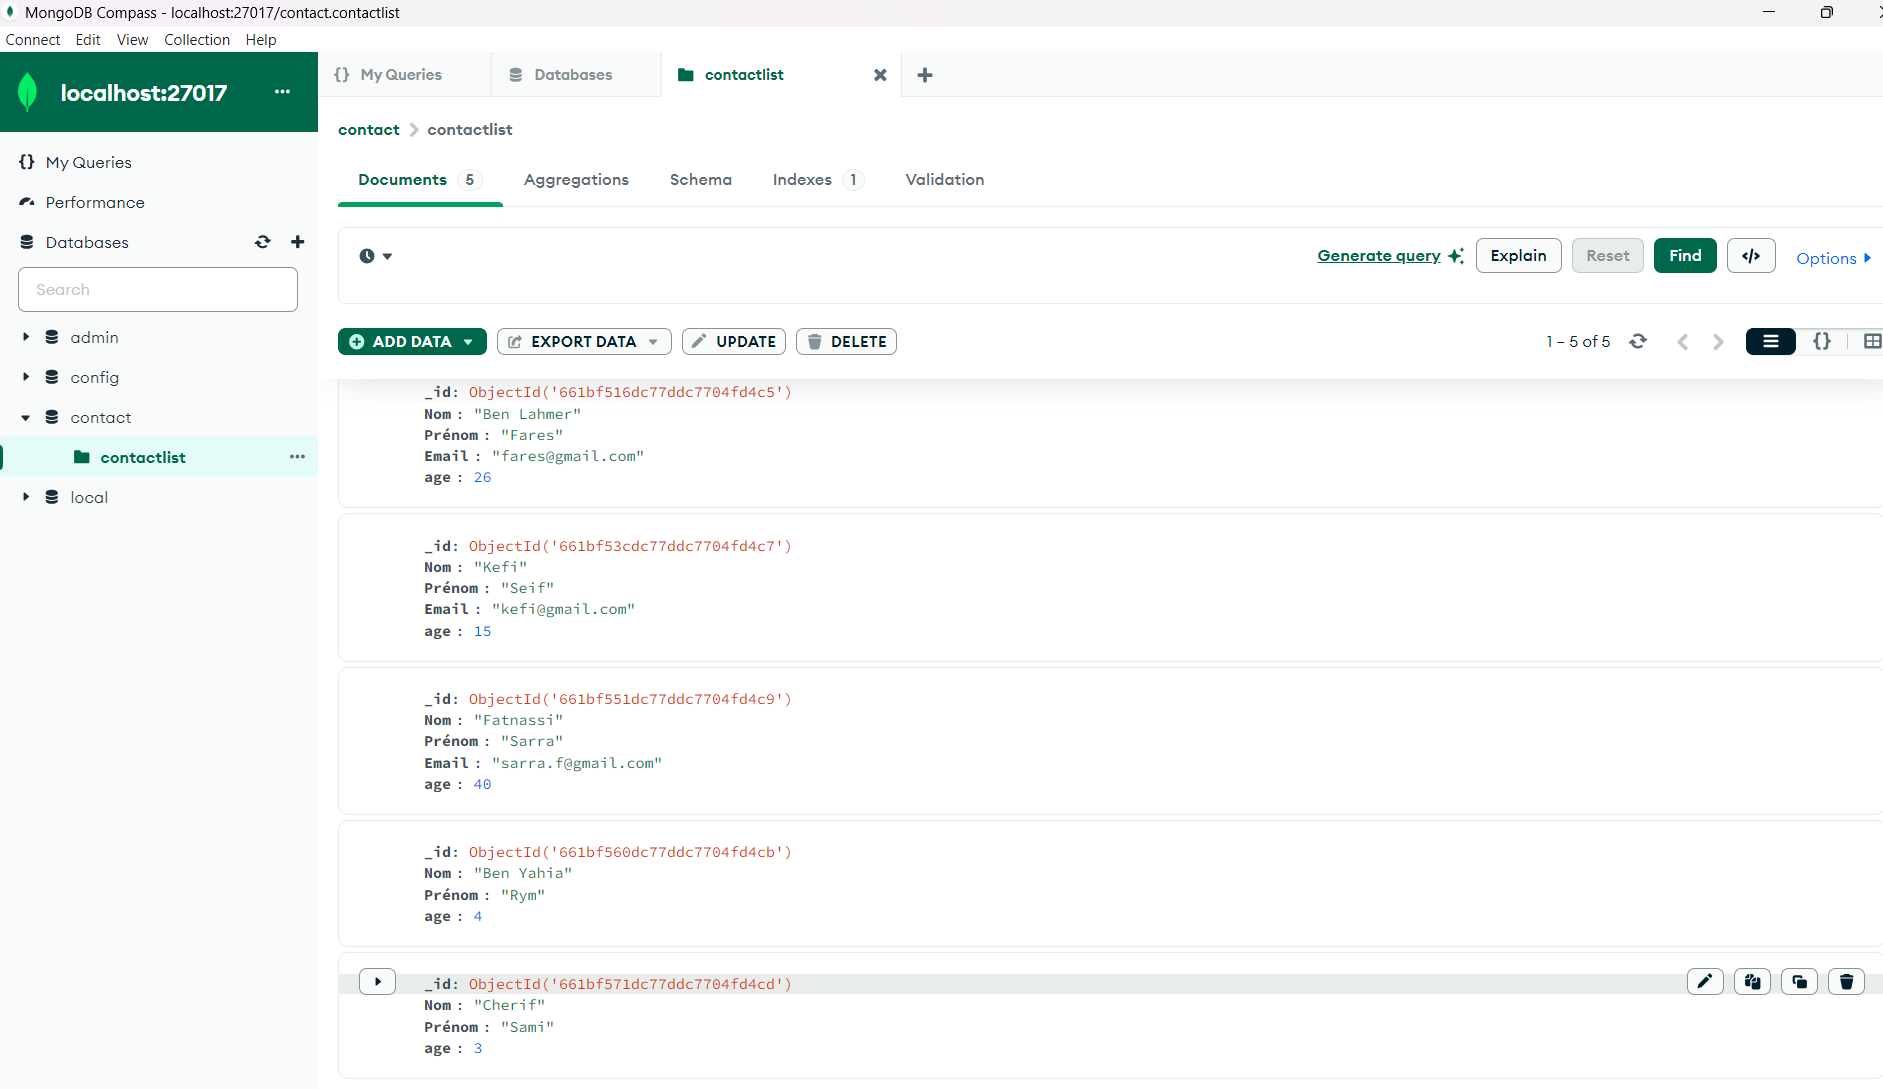 MongoDB Compass - localhost:27017/contact.contactlist
Connect Edit View Collection Help
localhost:27017
My Queries
Performance
Databases
Search
admin
config
contact
contactlist
local
My Queries
Databases
contactlist
contact
contactlist
Documents 5
Aggregations
Schema
Indexes 1
Validation
Generate query
Explain
Reset
Find
</>
Options
ADD DATA
EXPORT DATA
UPDATE
DELETE
1 – 5 of 5
{}
_id: ObjectId('661bf516dc77ddc7704fd4c5')
Nom : "Ben Lahmer"
Prénom : "Fares"
Email : "fares@gmail.com"
age : 26
_id: ObjectId('661bf53cdc77ddc7704fd4c7')
Nom : "Kefi"
Prénom : "Seif"
Email : "kefi@gmail.com"
age : 15
_id: ObjectId('661bf551dc77ddc7704fd4c9')
Nom : "Fatnassi"
Prénom : "Sarra"
Email : "sarra.f@gmail.com"
age : 40
_id: ObjectId('661bf560dc77ddc7704fd4cb')
Nom : "Ben Yahia"
Prénom : "Rym"
age : 4
_id: ObjectId('661bf571dc77ddc7704fd4cd')
Nom : "Cherif"
Prénom : "Sami"
age : 3